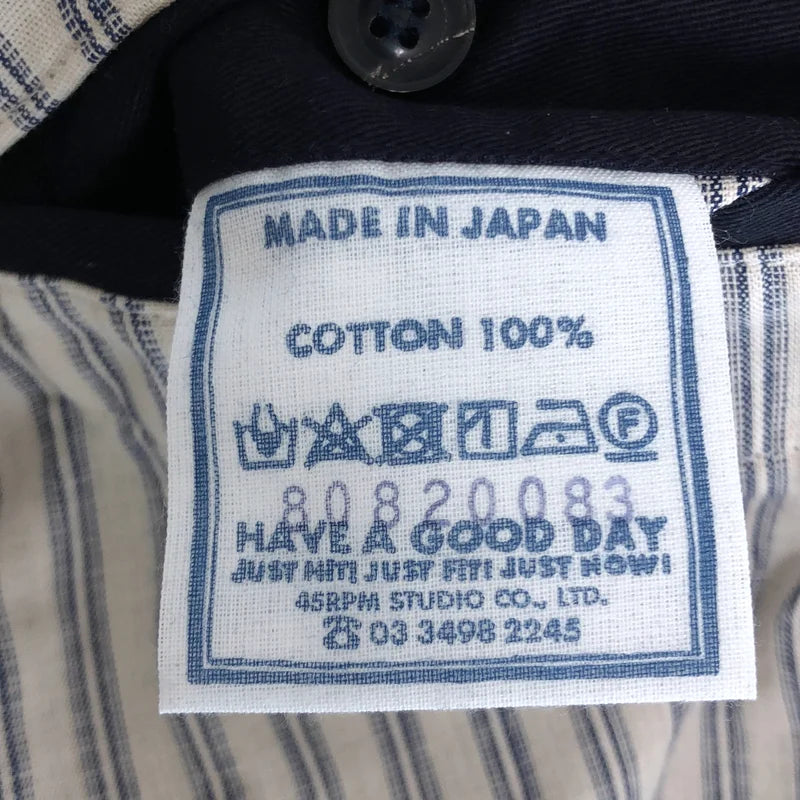 MADE IN JAPAN
COTTON 100%
F
80820083
HAVE A GOOD DAY
JUST HIT! JUST FIT! JUST NOW!
45RPM STUDIO CO., LTD.
☎ 03 3498 2245